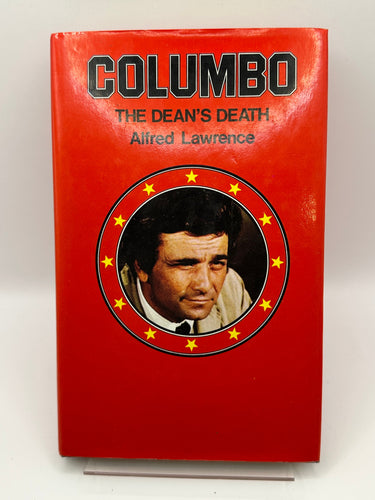 COLUMBO
THE DEAN'S DEATH
Alfred Lawrence